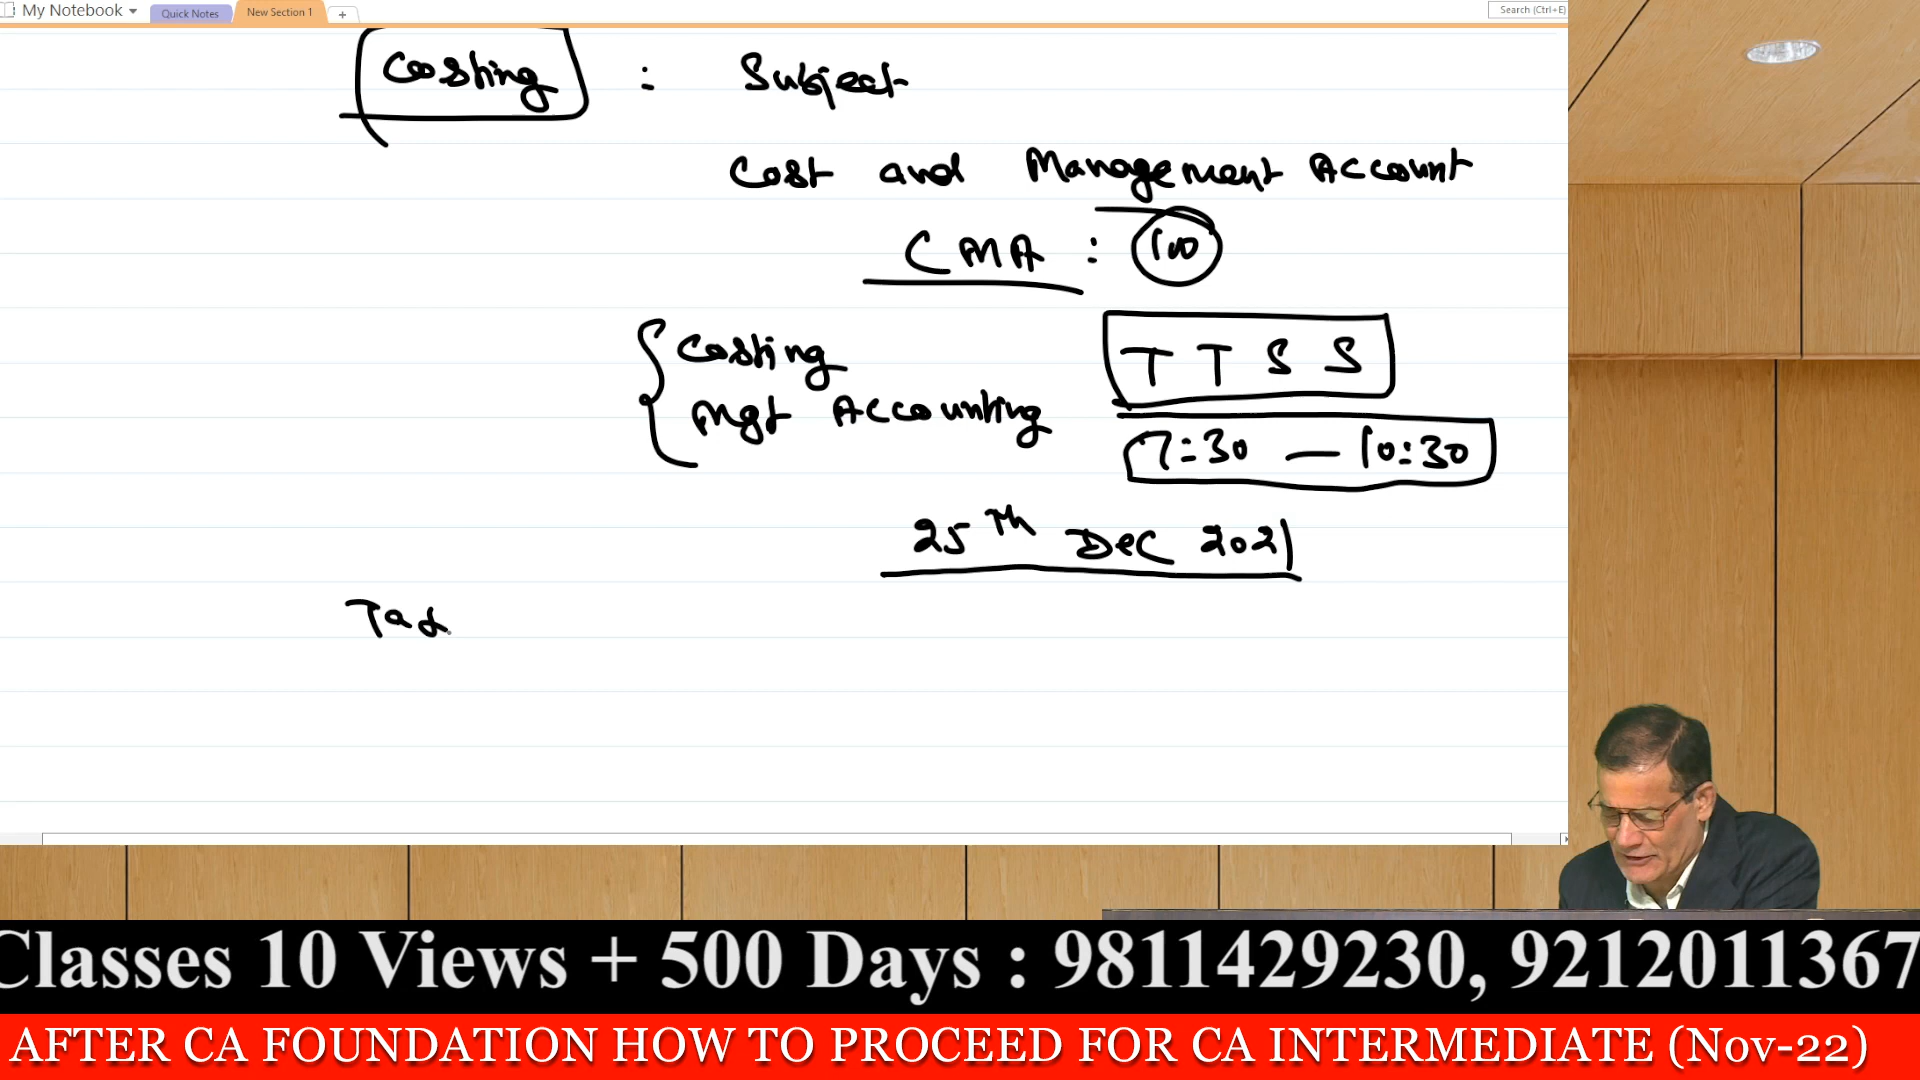 My Notebook Quick Notes New Section 1 + Search (Ctrl+E)
Costing : Subject
Cost and Management Account
CMA : 100
Costing T T S S
Mgt Accounting 7:30 — 10:30
25th Dec 2021
Tax
Classes 10 Views + 500 Days : 9811429230, 9212011367
AFTER CA FOUNDATION HOW TO PROCEED FOR CA INTERMEDIATE (Nov-22)